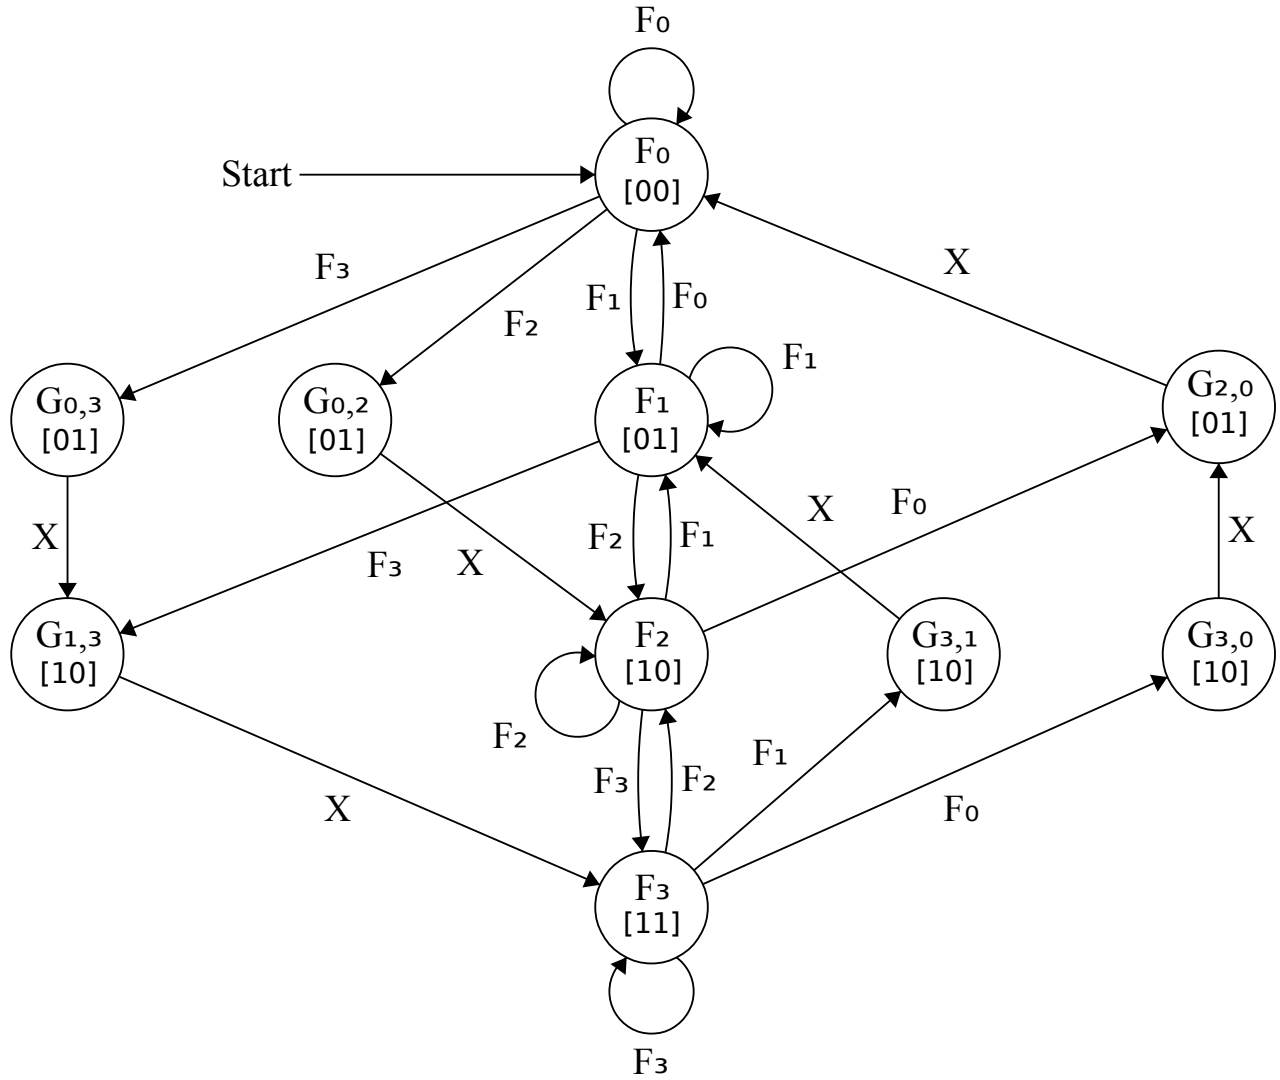 F₀
F₀
[00]
Start
F₃
F₂
F₁
F₀
X
G₀,₃
[01]
G₀,₂
[01]
F₁
[01]
F₁
G₂,₀
[01]
X
F₃
X
F₂
F₁
X
F₀
X
G₁,₃
[10]
F₂
[10]
G₃,₁
[10]
G₃,₀
[10]
F₂
X
F₃
F₂
F₁
F₀
F₃
[11]
F₃